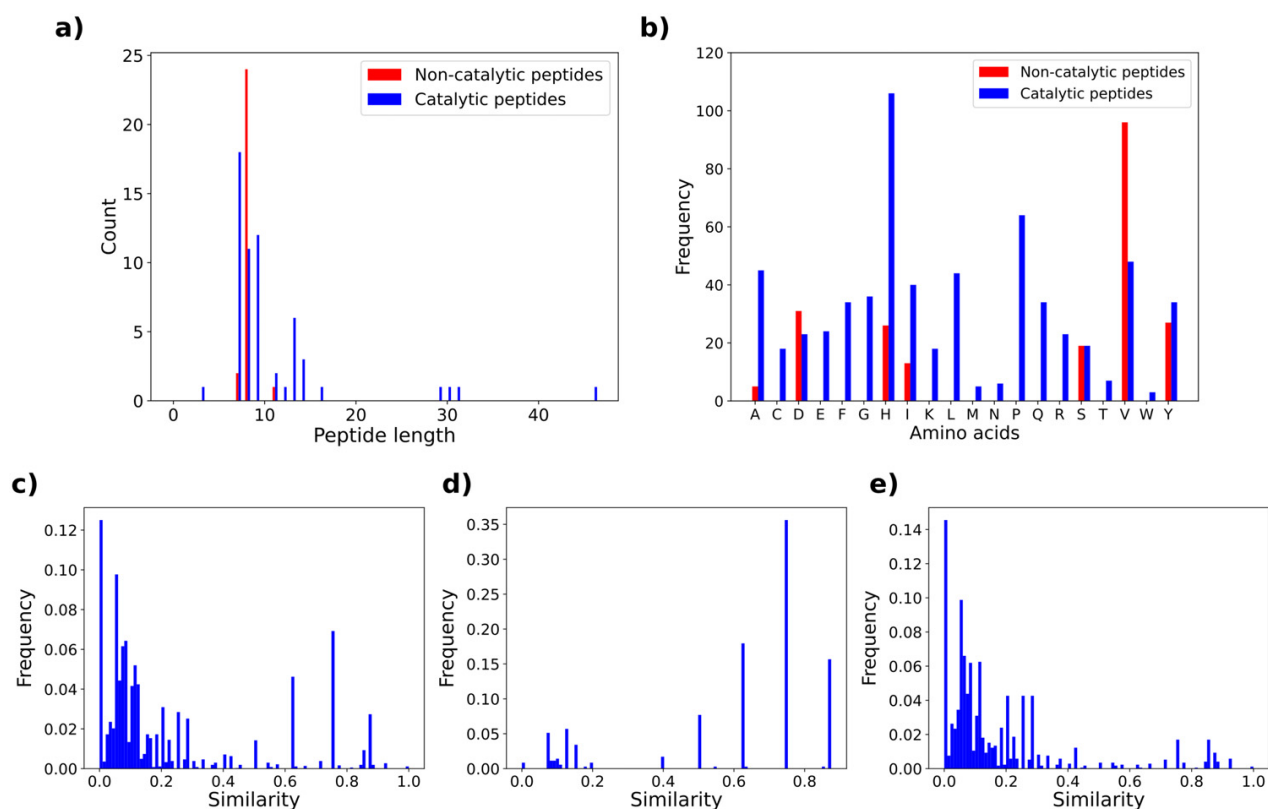 a)
25
20
15
10
5
0
Count
0 10 20 30 40
Peptide length
Non-catalytic peptides
Catalytic peptides
b)
120
100
80
60
40
20
0
Frequency
A C D E F G H I K L M N P Q R S T V W Y
Amino acids
Non-catalytic peptides
Catalytic peptides
c)
0.12
0.10
0.08
0.06
0.04
0.02
0.00
Frequency
0.0 0.2 0.4 0.6 0.8 1.0
Similarity
d)
0.35
0.30
0.25
0.20
0.15
0.10
0.05
0.00
Frequency
0.0 0.2 0.4 0.6 0.8
Similarity
e)
0.14
0.12
0.10
0.08
0.06
0.04
0.02
0.00
Frequency
0.0 0.2 0.4 0.6 0.8 1.0
Similarity